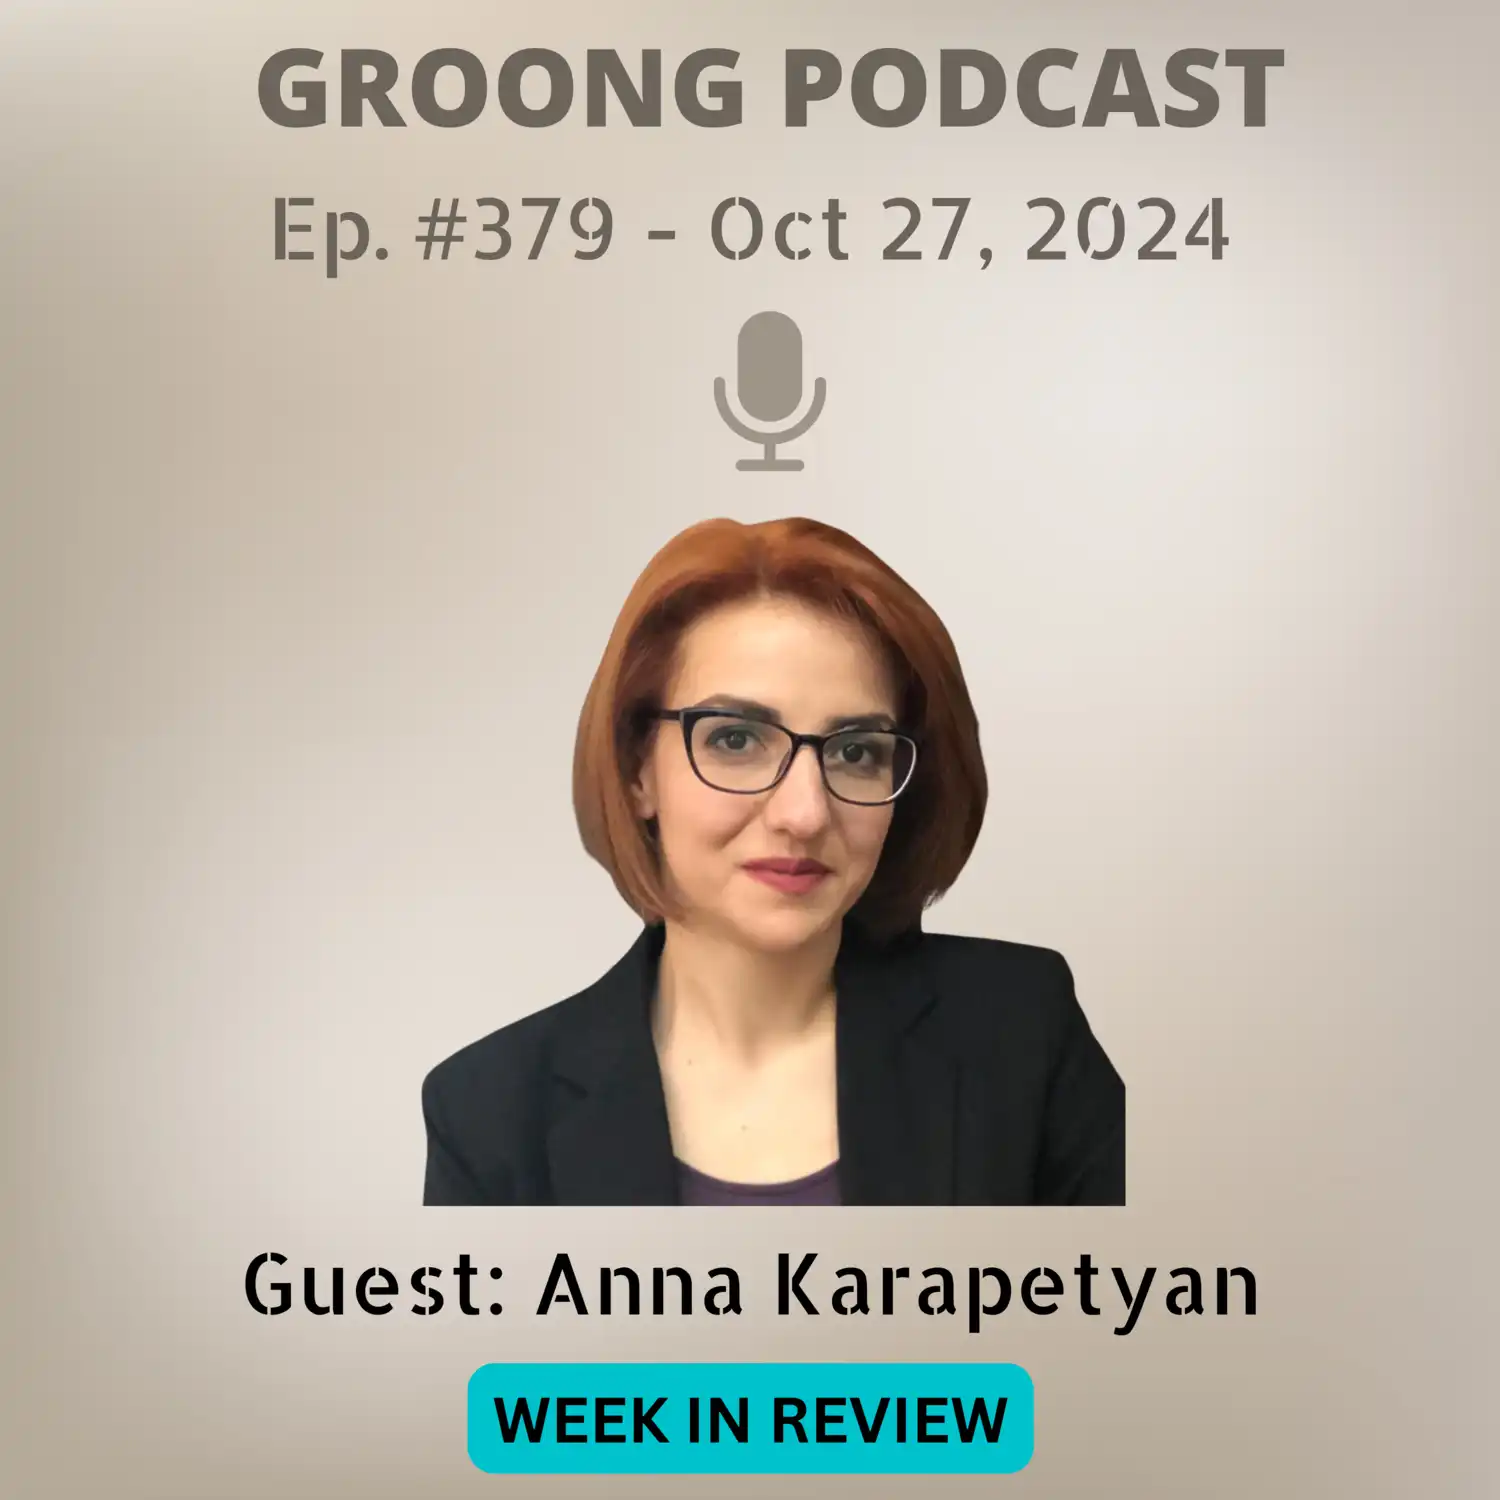 GROONG PODCAST
Ep. #379 - Oct 27, 2024
Guest: Anna Karapetyan
WEEK IN REVIEW